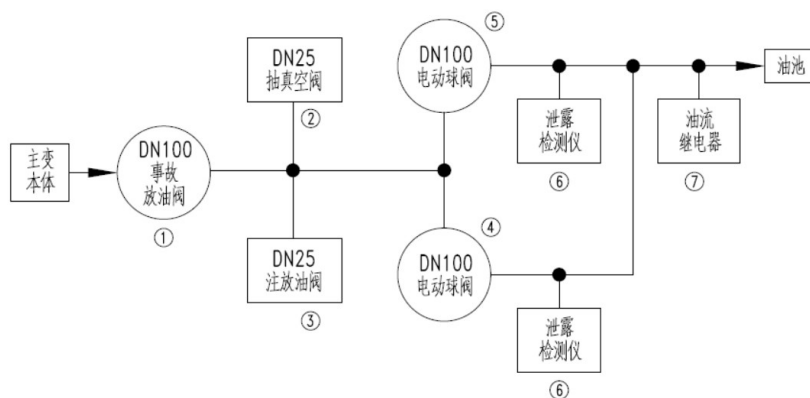 ⑤
DN25
抽真空阀
②
DN100
电动球阀
油池
泄露
检测仪
⑥
油流
继电器
⑦
主变
本体
DN100
事故
放油阀
①
④
DN25
注放油阀
③
DN100
电动球阀
泄露
检测仪
⑥